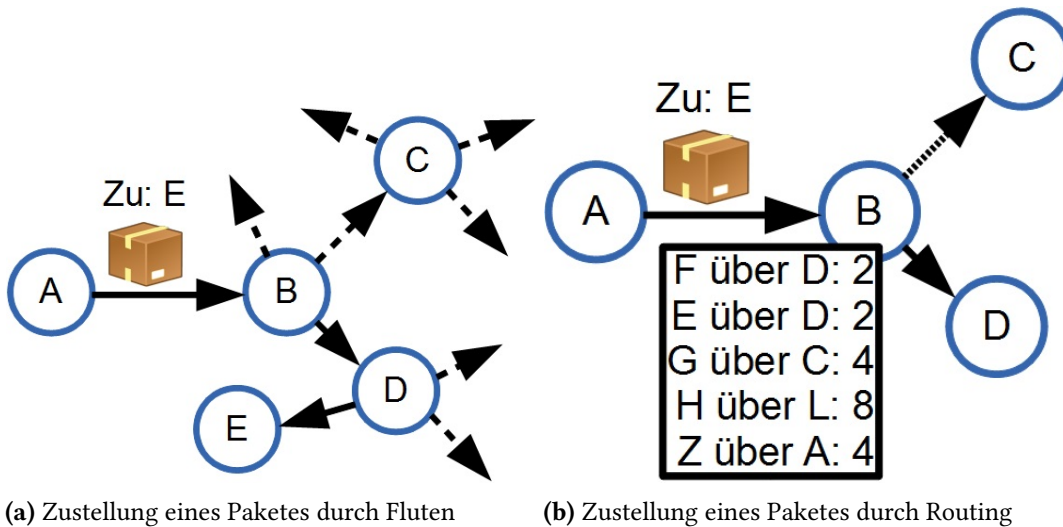 Zu: E
A
B
C
D
E
(a) Zustellung eines Paketes durch Fluten
Zu: E
A
B
C
D
F über D: 2
E über D: 2
G über C: 4
H über L: 8
Z über A: 4
(b) Zustellung eines Paketes durch Routing